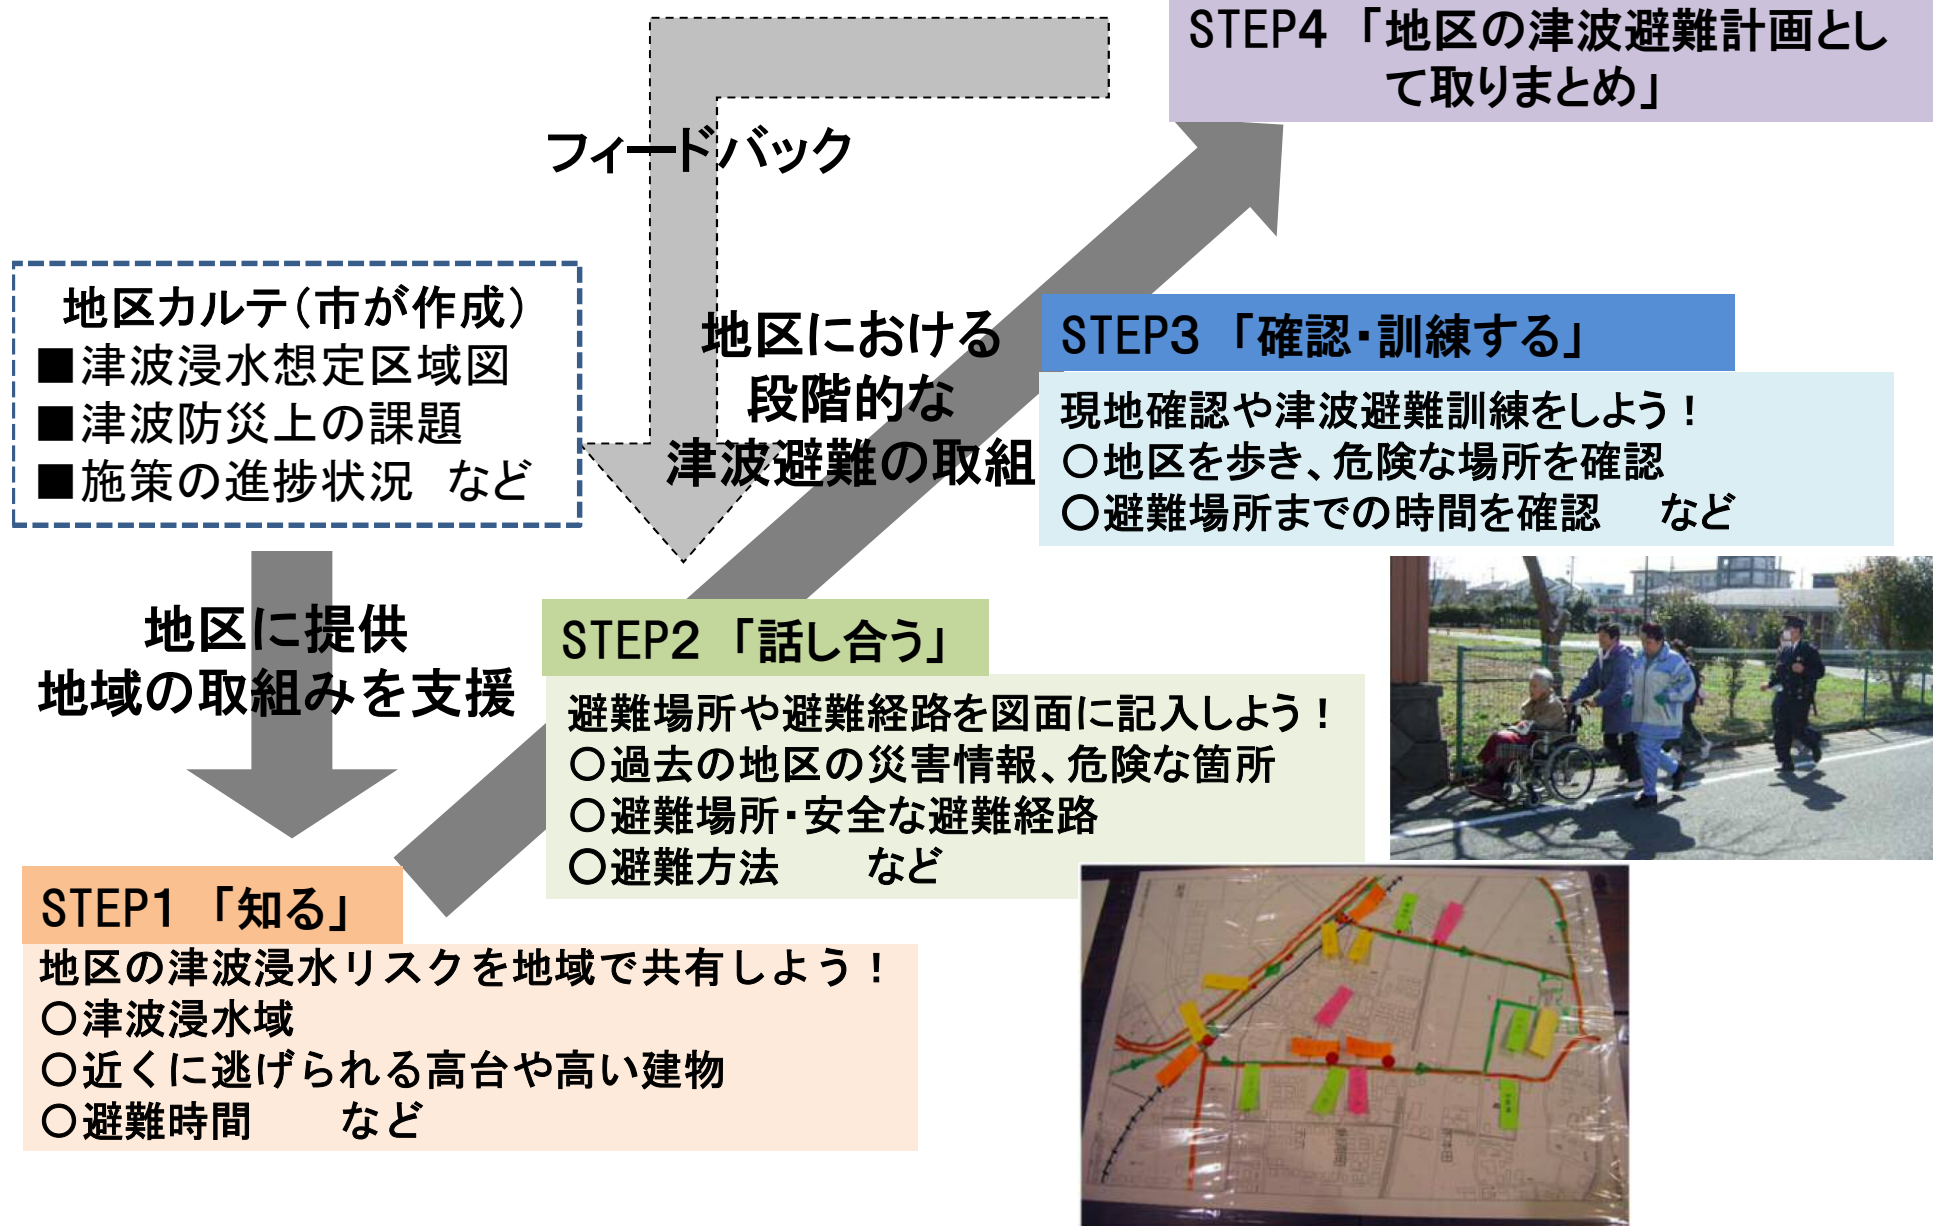 STEP4 「地区の津波避難計画とし
て取りまとめ」
フィードバック
地区カルテ（市が作成）
■津波浸水想定区域図
■津波防災上の課題
■施策の進捗状況　など
地区における
段階的な
津波避難の取組
STEP3 「確認・訓練する」
現地確認や津波避難訓練をしよう！
○地区を歩き、危険な場所を確認
○避難場所までの時間を確認　など
地区に提供
地域の取組みを支援
STEP2 「話し合う」
避難場所や避難経路を図面に記入しよう！
○過去の地区の災害情報、危険な箇所
○避難場所・安全な避難経路
○避難方法　　など
STEP1 「知る」
地区の津波浸水リスクを地域で共有しよう！
○津波浸水域
○近くに逃げられる高台や高い建物
○避難時間　　など